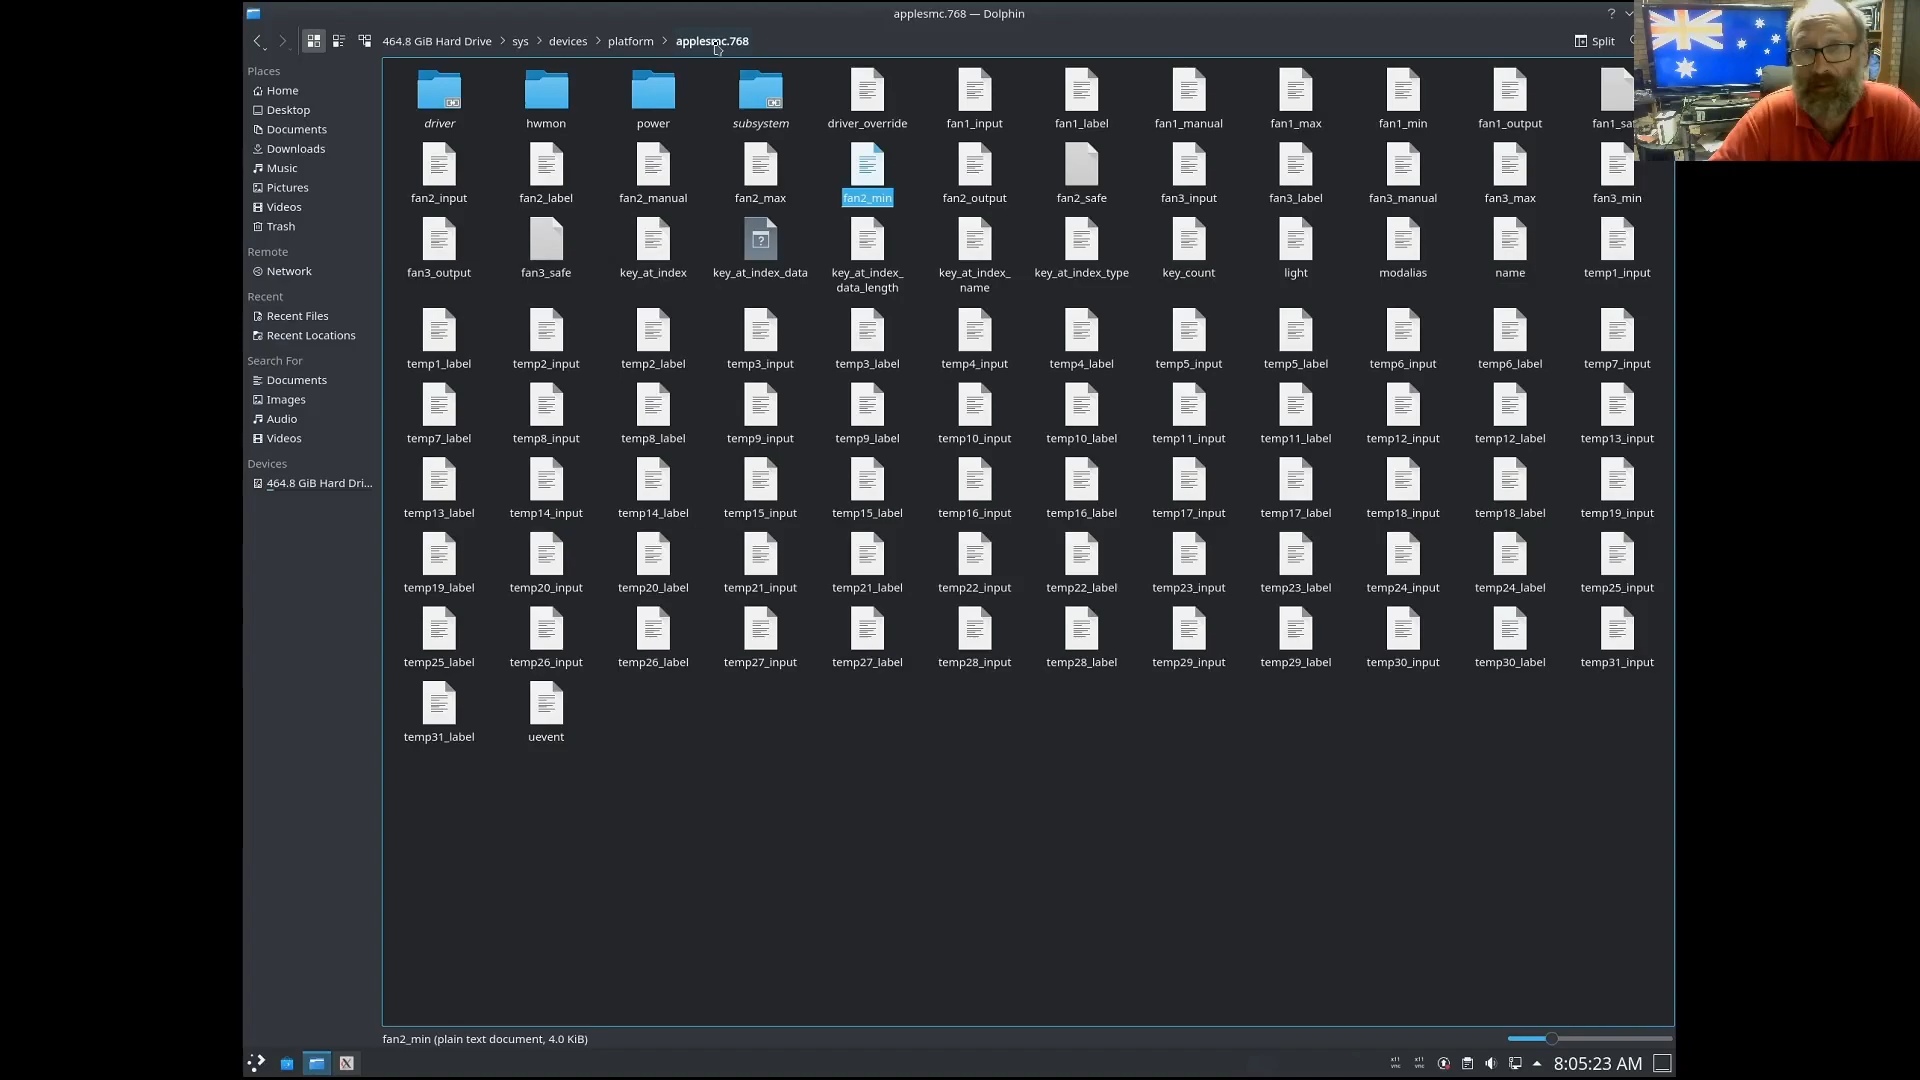 applesmc.768 — Dolphin
464.8 GiB Hard Drive > sys > devices > platform > applesmc.768
Split
Places
Home
Desktop
Documents
Downloads
Music
Pictures
Videos
Trash
Remote
Network
Recent
Recent Files
Recent Locations
Search For
Documents
Images
Audio
Videos
Devices
464.8 GiB Hard Dri...
driver hwmon power subsystem driver_override fan1_input fan1_label fan1_manual fan1_max fan1_min fan1_output
fan2_input fan2_label fan2_manual fan2_max fan2_min fan2_output fan2_safe fan3_input fan3_label fan3_manual fan3_max fan3_min
fan3_output fan3_safe key_at_index key_at_index_data key_at_index_ key_at_index_ key_at_index_type key_count light modalias name temp1_input
data_length name
temp1_label temp2_input temp2_label temp3_input temp3_label temp4_input temp4_label temp5_input temp5_label temp6_input temp6_label temp7_input
temp7_label temp8_input temp8_label temp9_input temp9_label temp10_input temp10_label temp11_input temp11_label temp12_input temp12_label temp13_input
temp13_label temp14_input temp14_label temp15_input temp15_label temp16_input temp16_label temp17_input temp17_label temp18_input temp18_label temp19_input
temp19_label temp20_input temp20_label temp21_input temp21_label temp22_input temp22_label temp23_input temp23_label temp24_input temp24_label temp25_input
temp25_label temp26_input temp26_label temp27_input temp27_label temp28_input temp28_label temp29_input temp29_label temp30_input temp30_label temp31_input
temp31_label uevent
fan2_min (plain text document, 4.0 KiB)
8:05:23 AM